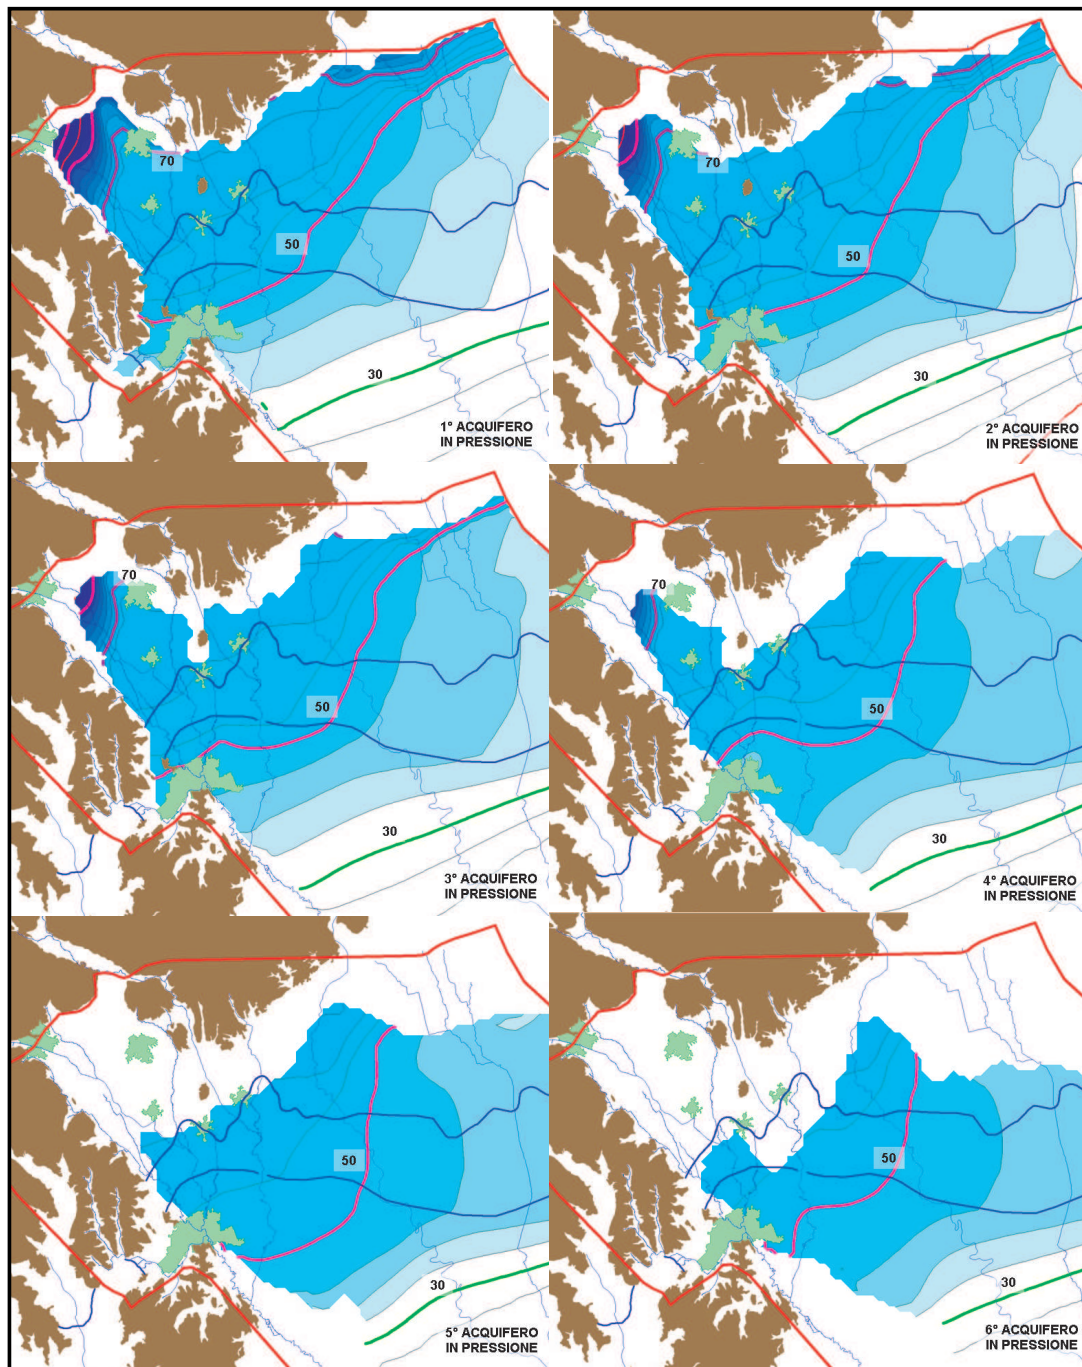 70
50
30
1° ACQUIFERO
IN PRESSIONE
70
50
30
2° ACQUIFERO
IN PRESSIONE
70
50
30
3° ACQUIFERO
IN PRESSIONE
70
50
30
4° ACQUIFERO
IN PRESSIONE
50
30
5° ACQUIFERO
IN PRESSIONE
50
30
6° ACQUIFERO
IN PRESSIONE